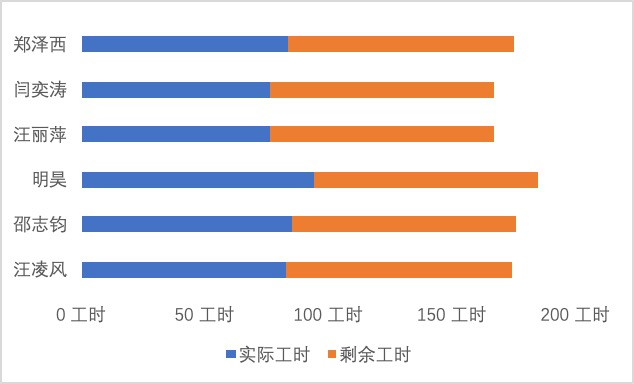 郑泽西
闫奕涛
汪丽萍
明昊
邵志钧
汪凌风
0 工时 50 工时 100 工时 150 工时 200 工时
实际工时 剩余工时